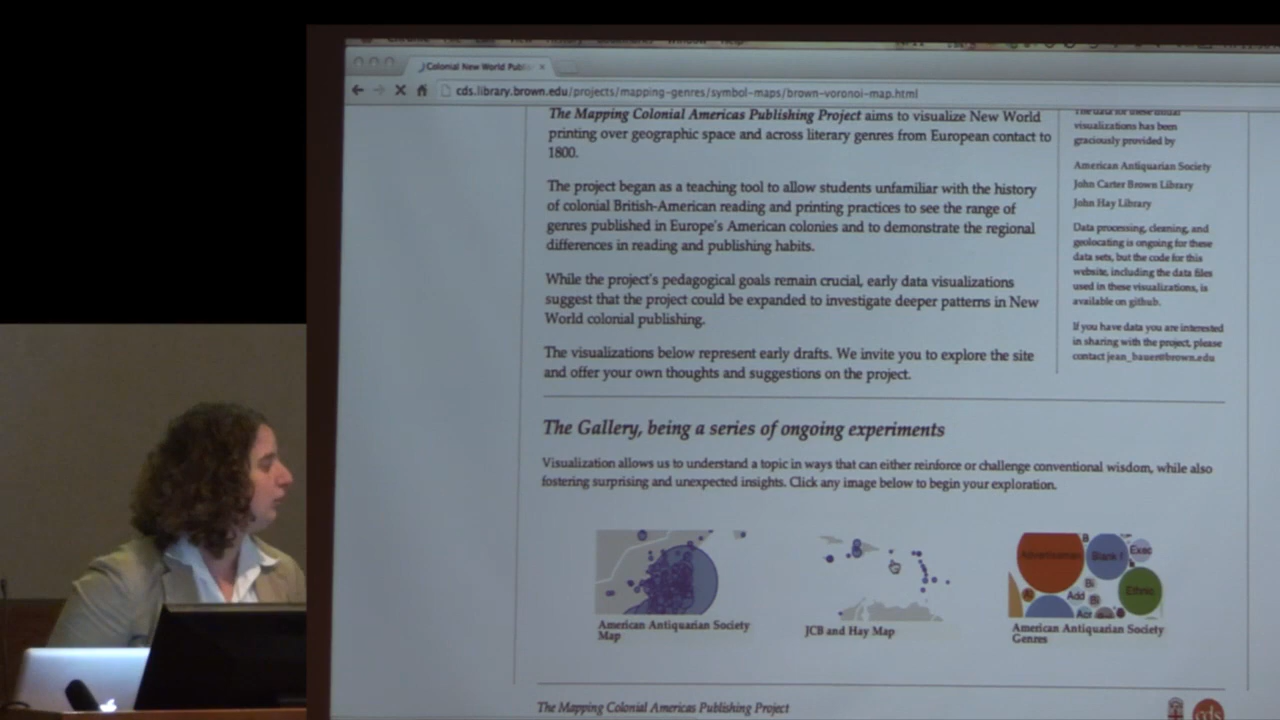 Colonial New World Publi
cds.library.brown.edu/projects/mapping-genres/symbol-maps/brown-voronoi-map.html
The Mapping Colonial Americas Publishing Project aims to visualize New World
printing over geographic space and across literary genres from European contact to
1800.
The project began as a teaching tool to allow students unfamiliar with the history
of colonial British-American reading and printing practices to see the range of
genres published in Europe's American colonies and to demonstrate the regional
differences in reading and publishing habits.
While the project's pedagogical goals remain crucial, early data visualizations
suggest that the project could be expanded to investigate deeper patterns in New
World colonial publishing.
The visualizations below represent early drafts. We invite you to explore the site
and offer your own thoughts and suggestions on the project.
visualizations has been
graciously provided by
American Antiquarian Society
John Carter Brown Library
John Hay Library
Data processing, cleaning, and
geolocating is ongoing for these
data sets, but the code for this
website, including the data files
used in these visualizations, is
available on github.
If you have data you are interested
in sharing with the project, please
contact jean_bauer@brown.edu
The Gallery, being a series of ongoing experiments
Visualization allows us to understand a topic in ways that can either reinforce or challenge conventional wisdom, while also
fostering surprising and unexpected insights. Click any image below to begin your exploration.
Advertisemen
B
Blank f
Exec
Bi
Ethno
A
Add
Bi
American Antiquarian Society
Map
JCB and Hay Map
American Antiquarian Society
Genres
The Mapping Colonial Americas Publishing Project
cds